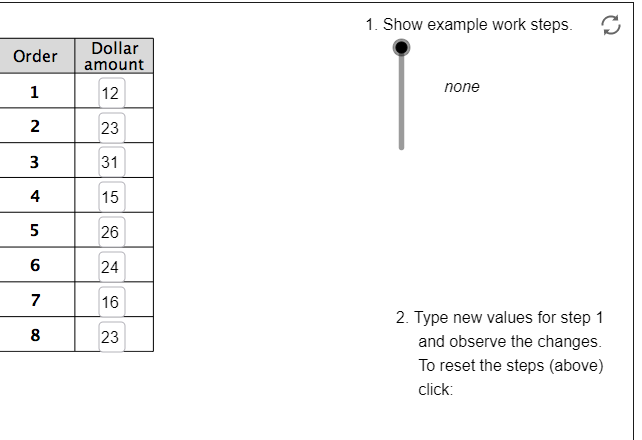 1. Show example work steps.
none
Order Dollar amount
1 12
2 23
3 31
4 15
5 26
6 24
7 16
8 23
2. Type new values for step 1
and observe the changes.
To reset the steps (above)
click: